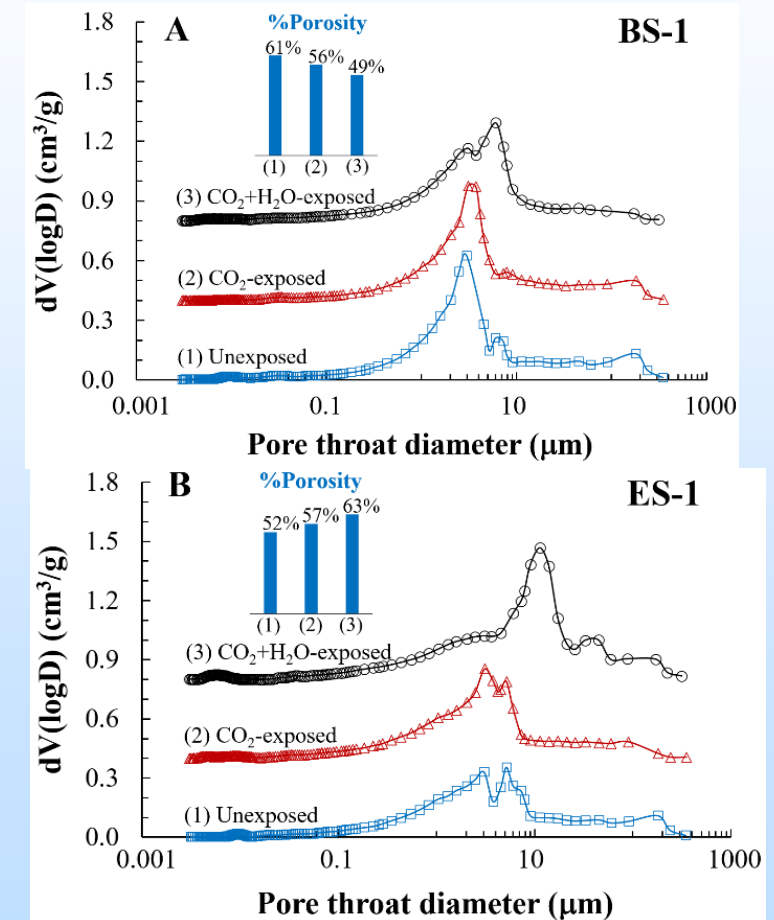 A
BS-1
%Porosity
61%
56%
49%
(1)
(2)
(3)
(3) CO₂+H₂O-exposed
(2) CO₂-exposed
(1) Unexposed
dV(logD) (cm³/g)
1.8
1.5
1.2
0.9
0.6
0.3
0.0
0.001
0.1
10
1000
Pore throat diameter (μm)
B
ES-1
%Porosity
52%
57%
63%
(1)
(2)
(3)
(3) CO₂+H₂O-exposed
(2) CO₂-exposed
(1) Unexposed
dV(logD) (cm³/g)
1.8
1.5
1.2
0.9
0.6
0.3
0.0
0.001
0.1
10
1000
Pore throat diameter (μm)